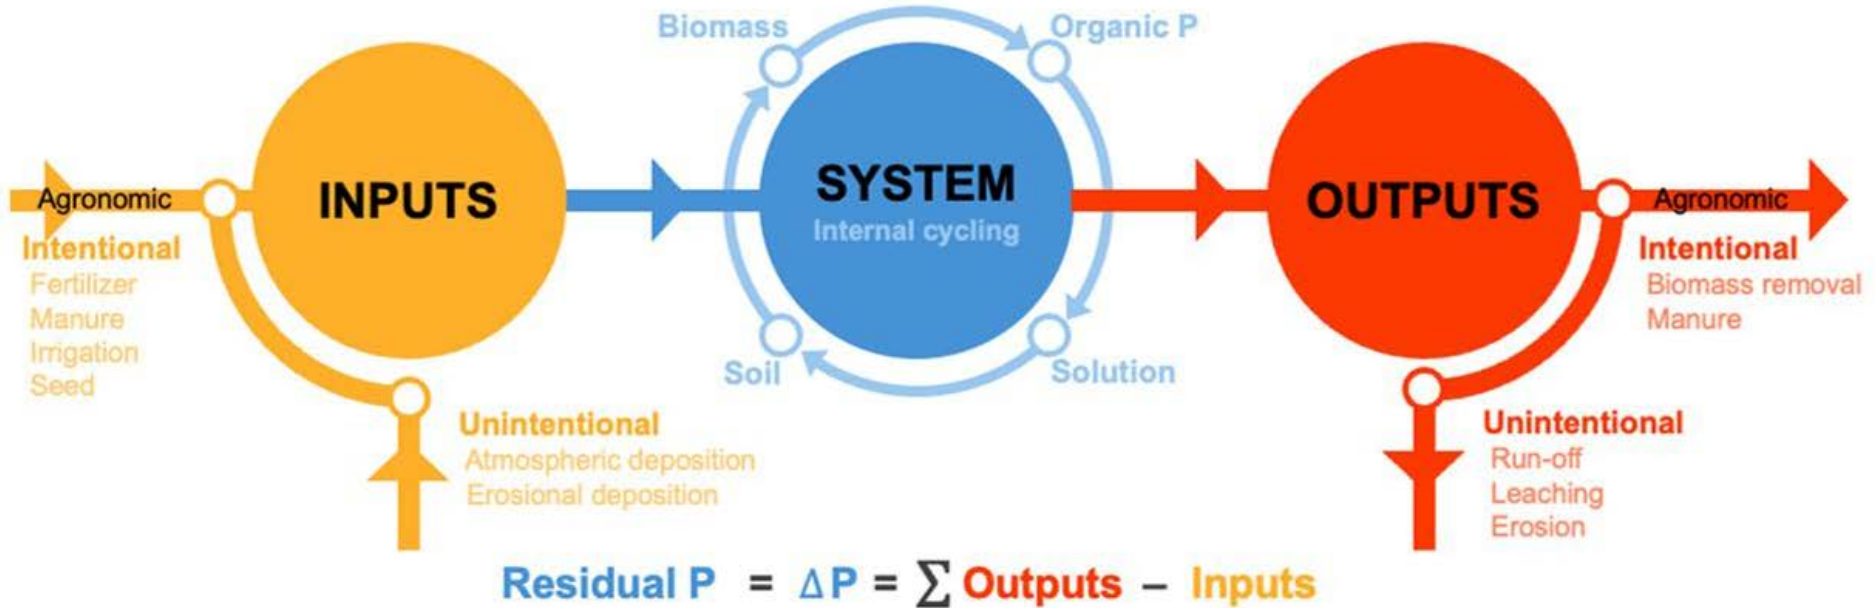 Biomass
Organic P
Agronomic
INPUTS
SYSTEM
Internal cycling
OUTPUTS
Agronomic
Intentional
Fertilizer
Manure
Irrigation
Seed
Intentional
Biomass removal
Manure
Soil
Solution
Unintentional
Atmospheric deposition
Erosional deposition
Unintentional
Run-off
Leaching
Erosion
Residual P = Δ P = ∑ Outputs – Inputs